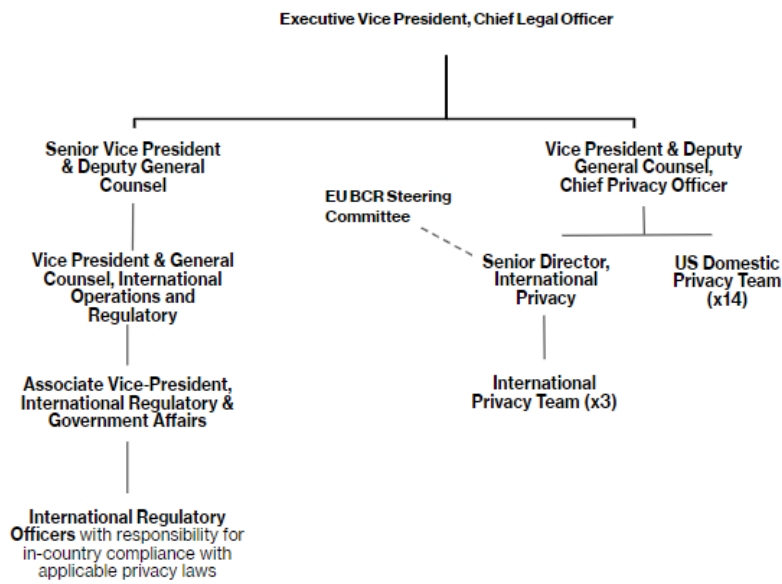 Executive Vice President, Chief Legal Officer
Senior Vice President
& Deputy General
Counsel
Vice President & Deputy
General Counsel,
Chief Privacy Officer
EU BCR Steering
Committee
Vice President & General
Counsel, International
Operations and
Regulatory
Senior Director,
International
Privacy
US Domestic
Privacy Team
(x14)
Associate Vice-President,
International Regulatory &
Government Affairs
International
Privacy Team (x3)
International Regulatory
Officers with responsibility for
in-country compliance with
applicable privacy laws